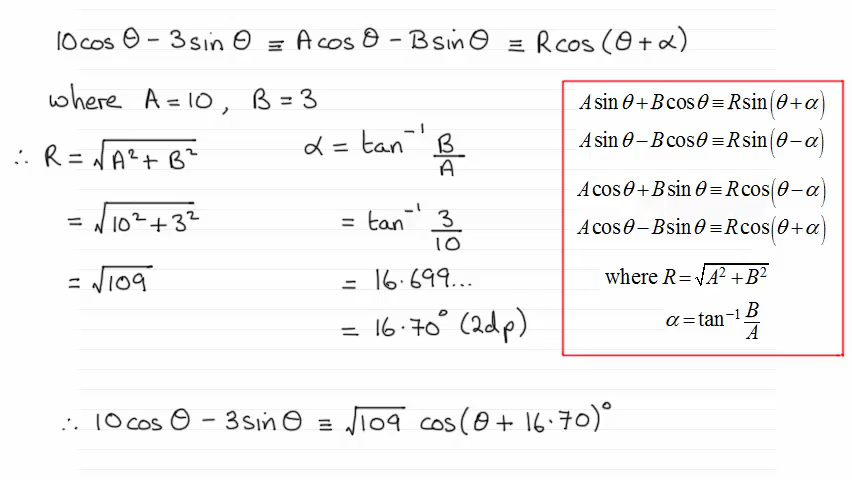 10cos θ − 3sin θ ≡ Acos θ − Bsin θ ≡ Rcos(θ + α)
where A = 10, B = 3
∴ R = √(A² + B²)
= √(10² + 3²)
= √109
α = tan⁻¹ B/A
= tan⁻¹ 3/10
= 16.699...
= 16.70° (2dp)
A sin θ + B cos θ ≡ R sin(θ + α)
A sin θ − B cos θ ≡ R sin(θ − α)
A cos θ + B sin θ ≡ R cos(θ − α)
A cos θ − B sin θ ≡ R cos(θ + α)
where R = √(A² + B²)
α = tan⁻¹ B/A
∴ 10cos θ − 3sin θ ≡ √109 cos(θ + 16.70)°